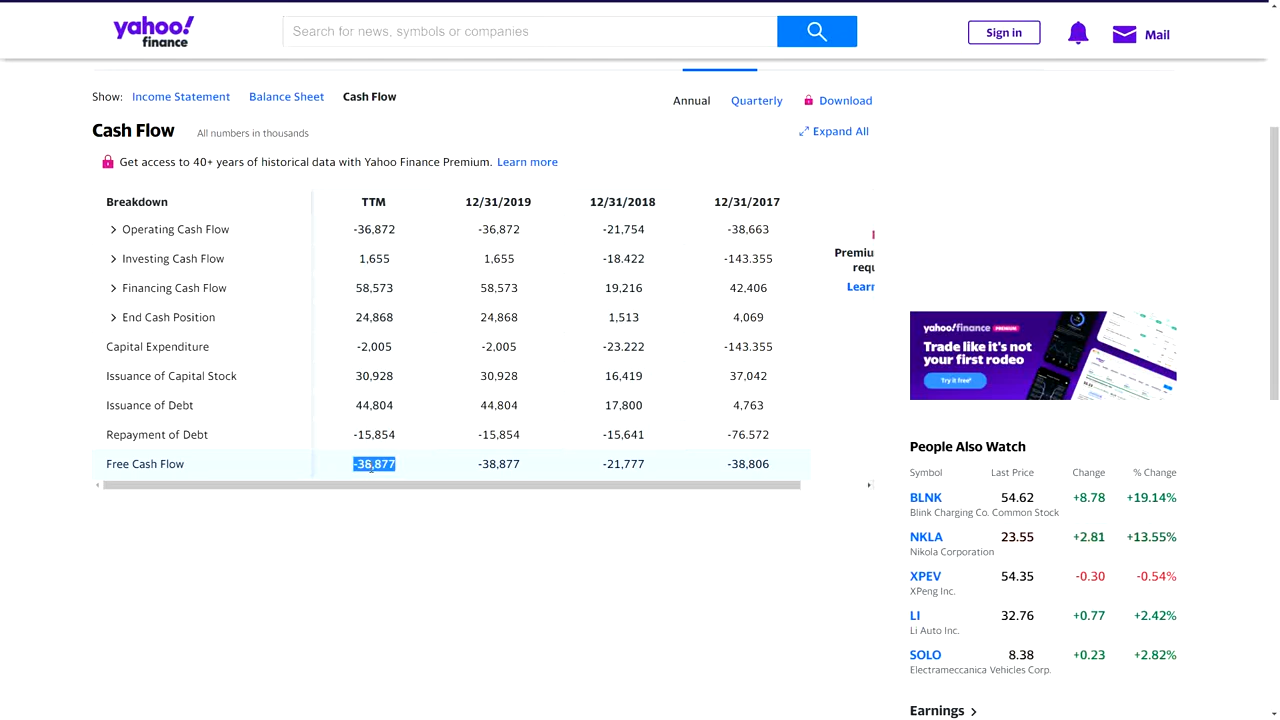 yahoo!
finance
Search for news, symbols or companies
Sign in
Mail
Show: Income Statement Balance Sheet Cash Flow
Annual Quarterly Download
Cash Flow All numbers in thousands
Expand All
Get access to 40+ years of historical data with Yahoo Finance Premium. Learn more
Breakdown TTM 12/31/2019 12/31/2018 12/31/2017
Operating Cash Flow -36,872 -36,872 -21,754 -38,663
Investing Cash Flow 1,655 1,655 -18.422 -143.355
Financing Cash Flow 58,573 58,573 19,216 42,406
End Cash Position 24,868 24,868 1,513 4,069
Capital Expenditure -2,005 -2,005 -23.222 -143.355
Issuance of Capital Stock 30,928 30,928 16,419 37,042
Issuance of Debt 44,804 44,804 17,800 4,763
Repayment of Debt -15,854 -15,854 -15,641 -76.572
Free Cash Flow -38,877 -38,877 -21,777 -38,806
Premiu
requ
Learn
yahoo!finance PREMIUM
Trade like it's not
your first rodeo
Try it free*
People Also Watch
Symbol Last Price Change % Change
BLNK 54.62 +8.78 +19.14%
Blink Charging Co. Common Stock
NKLA 23.55 +2.81 +13.55%
Nikola Corporation
XPEV 54.35 -0.30 -0.54%
XPeng Inc.
LI 32.76 +0.77 +2.42%
Li Auto Inc.
SOLO 8.38 +0.23 +2.82%
Electrameccanica Vehicles Corp.
Earnings